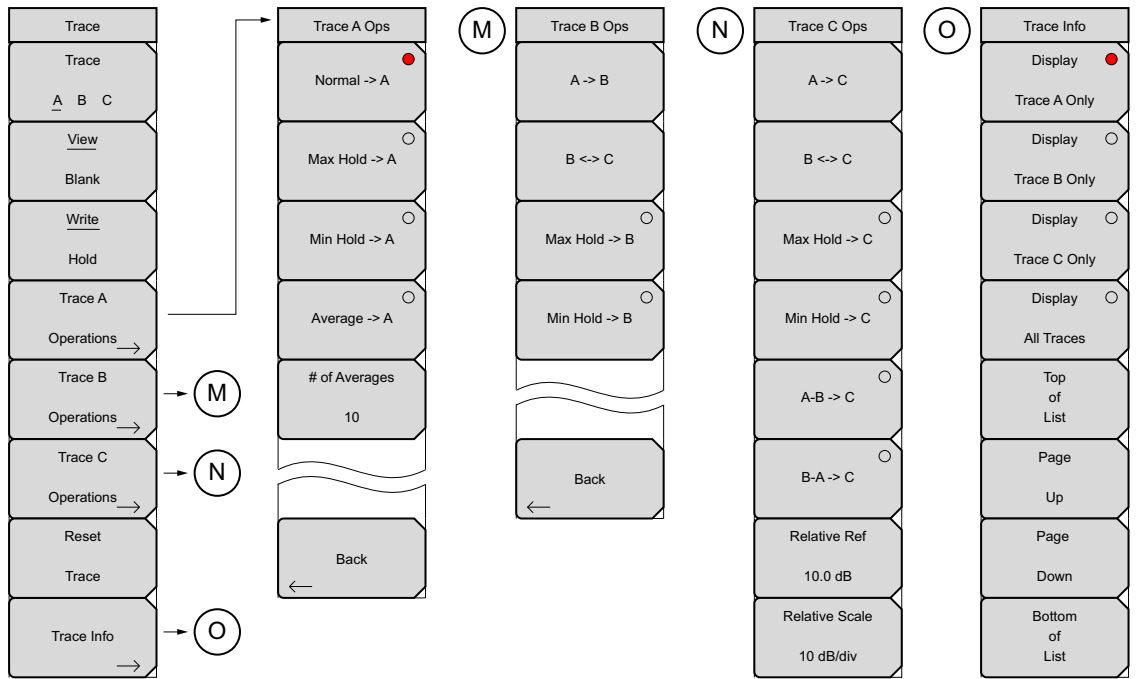 Trace
Trace
A B C
View
Blank
Write
Hold
Trace A
Operations
Trace B
Operations
Trace C
Operations
Reset
Trace
Trace Info
M
N
O
Trace A Ops
Normal -> A
Max Hold -> A
Min Hold -> A
Average -> A
# of Averages
10
Back
M
Trace B Ops
A -> B
B <-> C
Max Hold -> B
Min Hold -> B
Back
N
Trace C Ops
A -> C
B <-> C
Max Hold -> C
Min Hold -> C
A-B -> C
B-A -> C
Relative Ref
10.0 dB
Relative Scale
10 dB/div
O
Trace Info
Display
Trace A Only
Display
Trace B Only
Display
Trace C Only
Display
All Traces
Top
of
List
Page
Up
Page
Down
Bottom
of
List